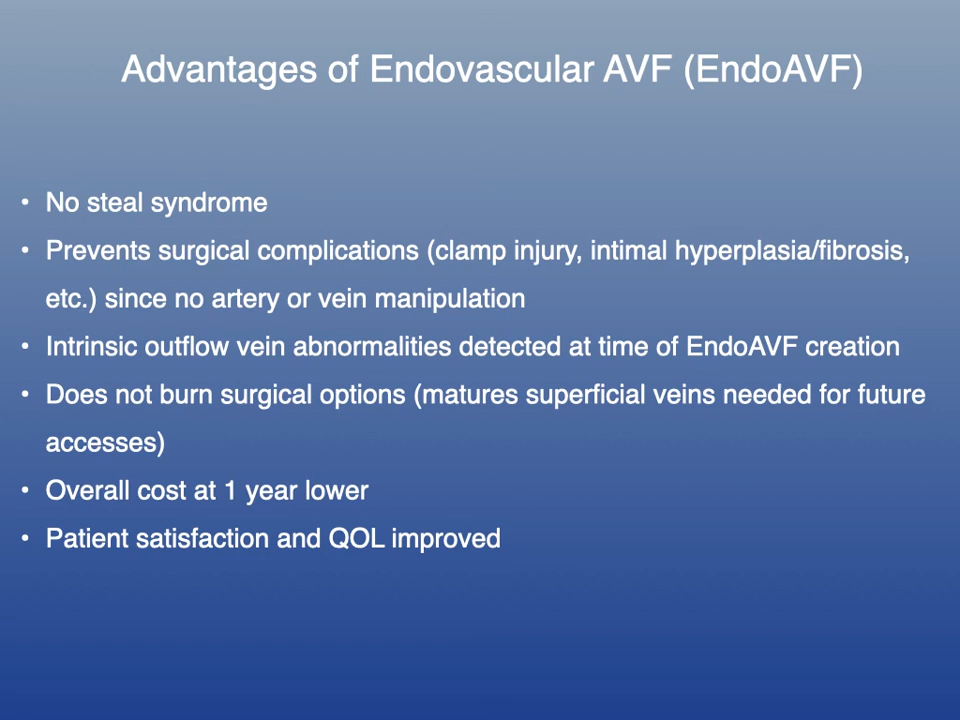 Advantages of Endovascular AVF (EndoAVF)
• No steal syndrome
• Prevents surgical complications (clamp injury, intimal hyperplasia/fibrosis,
etc.) since no artery or vein manipulation
• Intrinsic outflow vein abnormalities detected at time of EndoAVF creation
• Does not burn surgical options (matures superficial veins needed for future
accesses)
• Overall cost at 1 year lower
• Patient satisfaction and QOL improved